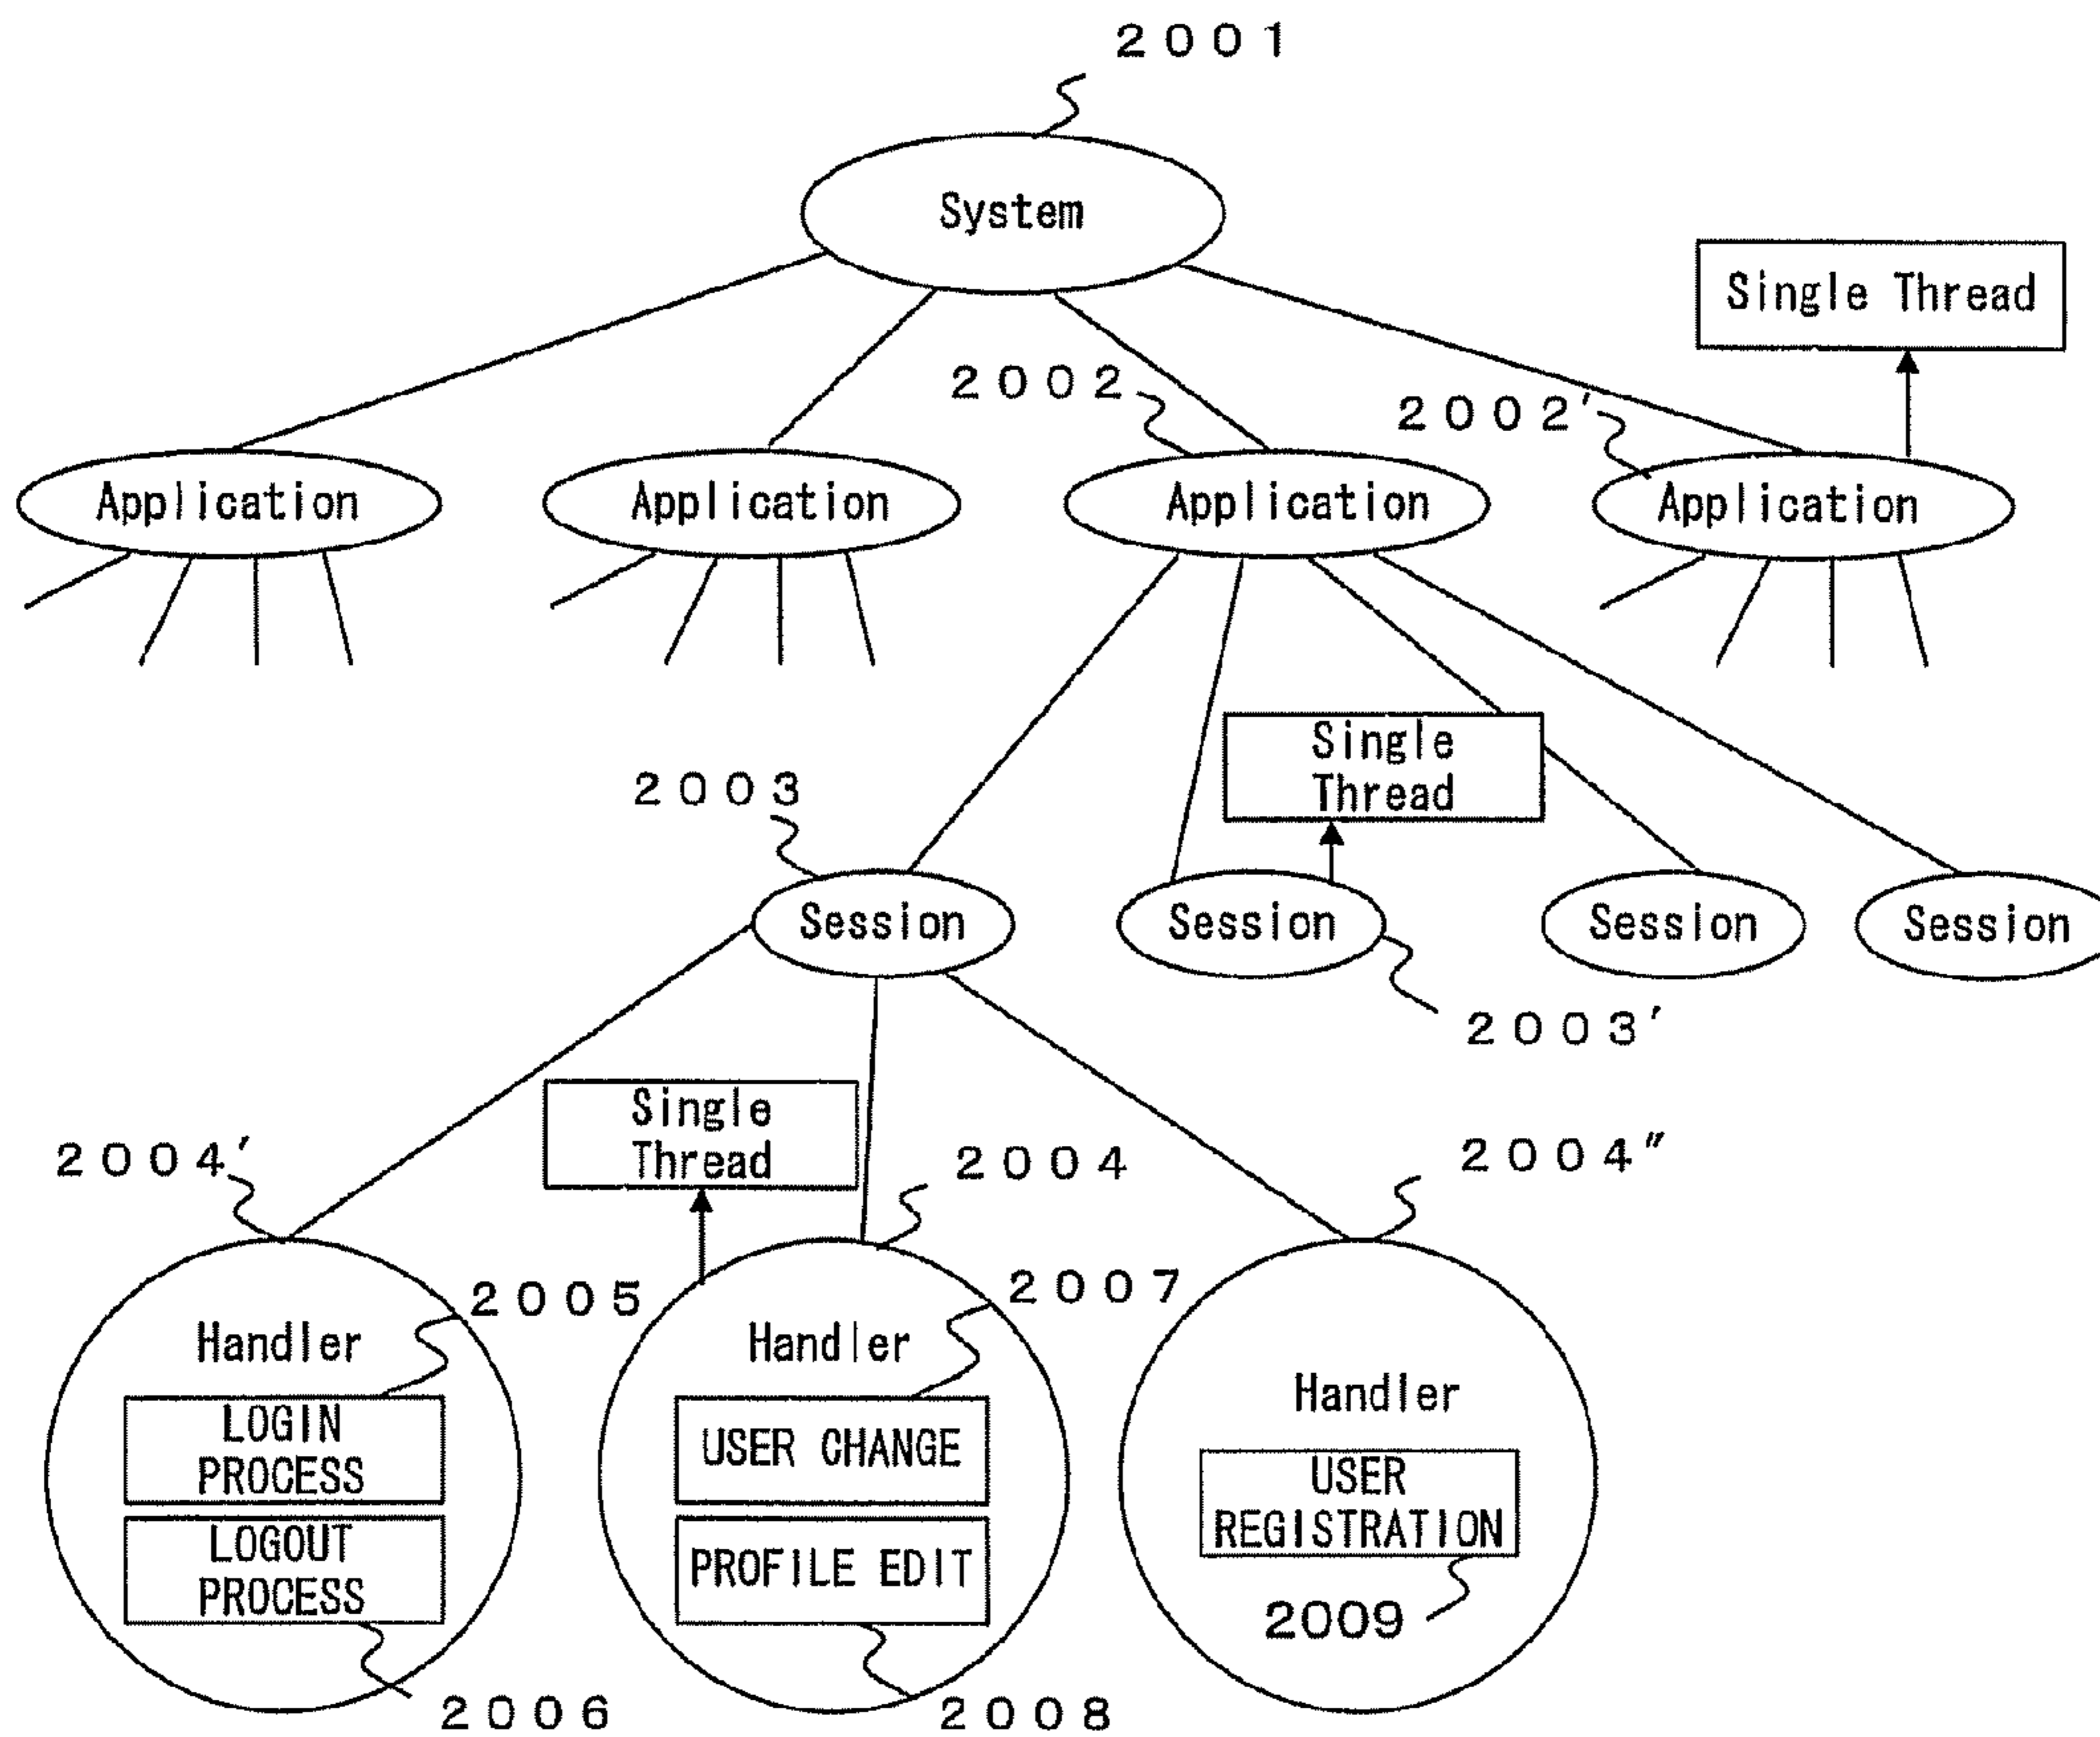 2001
System
Single Thread
2002
2002′
Application
Application
Application
Application
Single
Thread
2003
Session
Session
Session
Session
2003′
Single
Thread
2004′
2004
2004″
2005
2007
Handler
Handler
Handler
LOGIN
PROCESS
USER CHANGE
USER
REGISTRATION
LOGOUT
PROCESS
PROFILE EDIT
2009
2006
2008